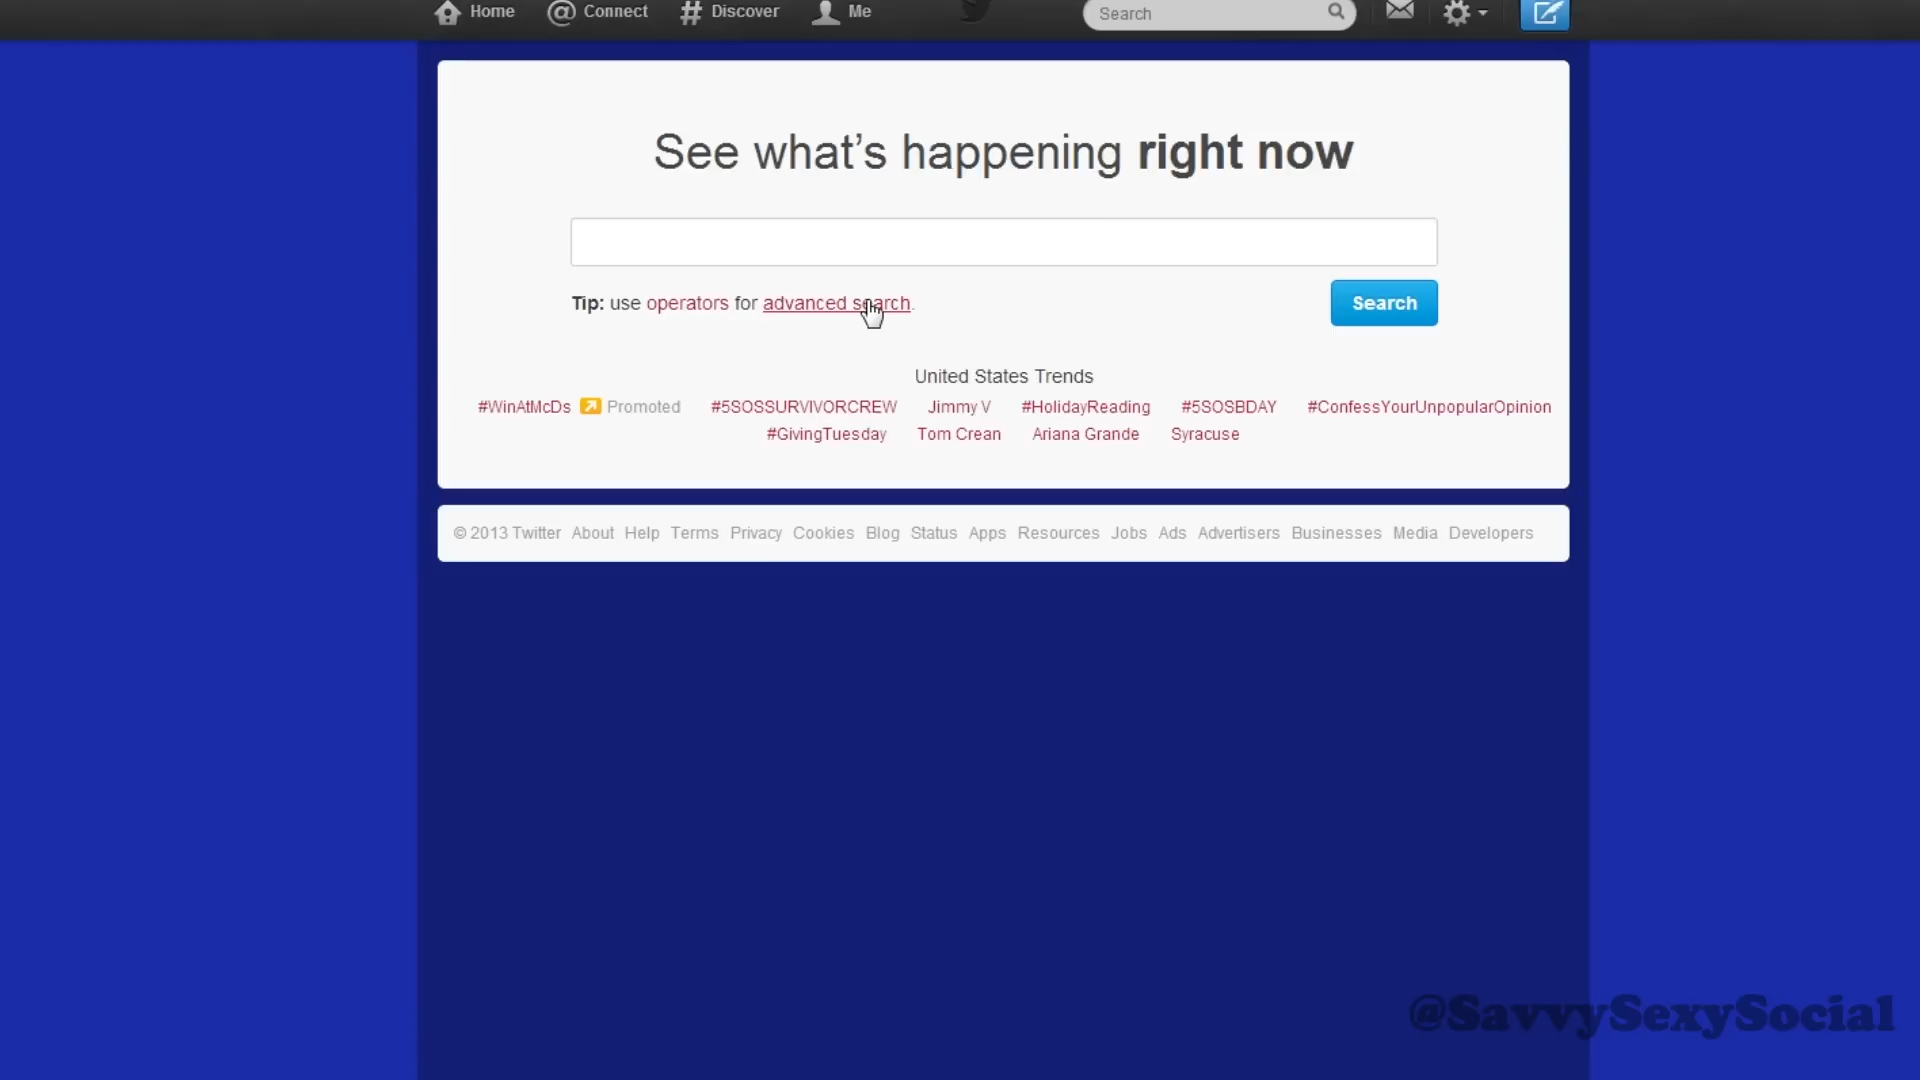 Home Connect Discover Me Search
See what's happening right now
Tip: use operators for advanced search. Search
United States Trends
#WinAtMcDs Promoted #5SOSSURVIVORCREW Jimmy V #HolidayReading #5SOSBDAY #ConfessYourUnpopularOpinion
#GivingTuesday Tom Crean Ariana Grande Syracuse
© 2013 Twitter About Help Terms Privacy Cookies Blog Status Apps Resources Jobs Ads Advertisers Businesses Media Developers
@SavvySexySocial